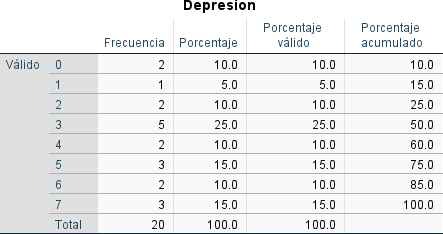 Depresion
Frecuencia Porcentaje Porcentaje válido Porcentaje acumulado
Válido 0 2 10.0 10.0 10.0
1 1 5.0 5.0 15.0
2 2 10.0 10.0 25.0
3 5 25.0 25.0 50.0
4 2 10.0 10.0 60.0
5 3 15.0 15.0 75.0
6 2 10.0 10.0 85.0
7 3 15.0 15.0 100.0
Total 20 100.0 100.0